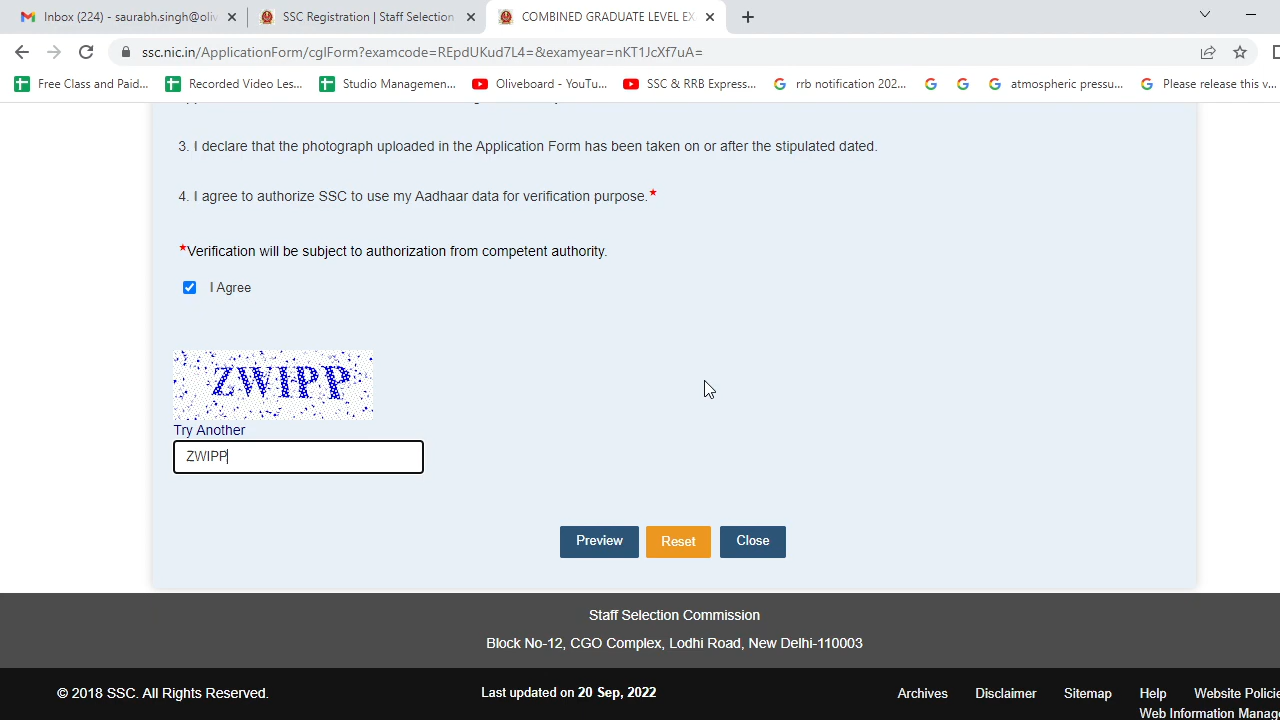 Inbox (224) - saurabh.singh@oliv
SSC Registration | Staff Selection
COMBINED GRADUATE LEVEL EX
ssc.nic.in/ApplicationForm/cglForm?examcode=REpdUKud7L4=&examyear=nKT1JcXf7uA=
Free Class and Paid...
Recorded Video Les...
Studio Managemen...
Oliveboard - YouTu...
SSC & RRB Express...
rrb notification 202...
atmospheric pressu...
Please release this v...
3. I declare that the photograph uploaded in the Application Form has been taken on or after the stipulated dated.
4. I agree to authorize SSC to use my Aadhaar data for verification purpose.*
*Verification will be subject to authorization from competent authority.
I Agree
ZWIPP
Try Another
ZWIPP
Preview
Reset
Close
Staff Selection Commission
Block No-12, CGO Complex, Lodhi Road, New Delhi-110003
© 2018 SSC. All Rights Reserved.
Last updated on 20 Sep, 2022
Archives
Disclaimer
Sitemap
Help
Website Policie
Web Information Manag